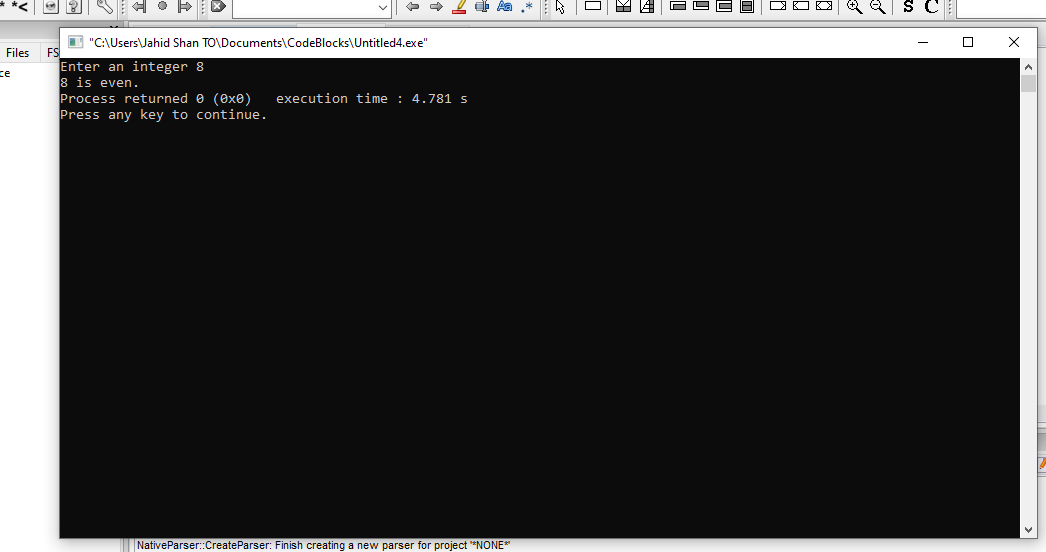 * *<
S C
Files FS
ce
"C:\Users\Jahid Shan TO\Documents\CodeBlocks\Untitled4.exe"
Enter an integer 8
8 is even.
Process returned 0 (0x0)   execution time : 4.781 s
Press any key to continue.
NativeParser::CreateParser: Finish creating a new parser for project '*NONE*'